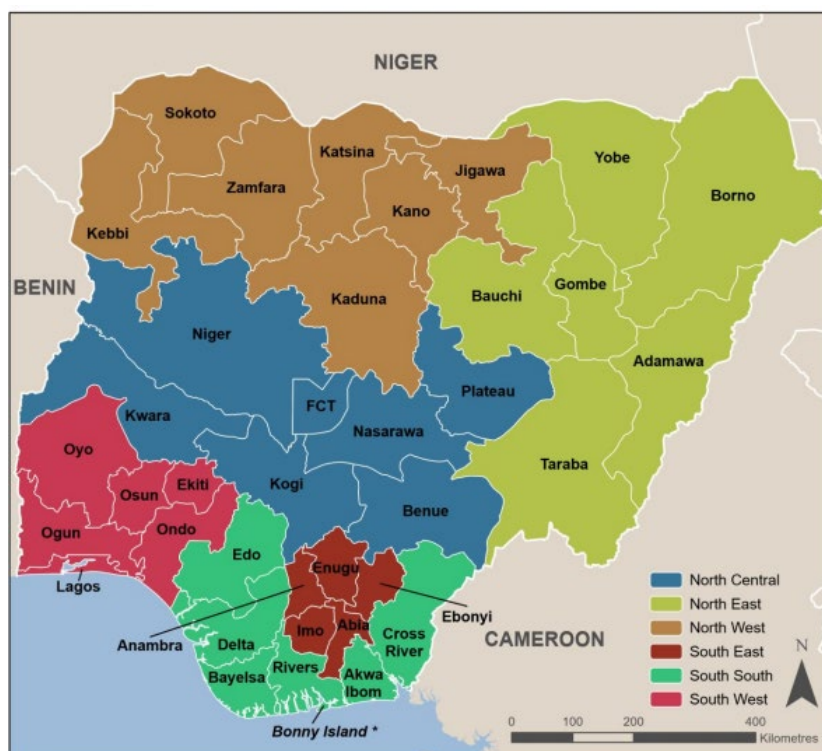 NIGER
Sokoto
Katsina
Jigawa
Yobe
Borno
Zamfara
Kano
Kebbi
BENIN
Kaduna
Bauchi
Gombe
Niger
Adamawa
Plateau
FCT
Kwara
Nasarawa
Oyo
Taraba
Osun
Ekiti
Kogi
Benue
Ogun
Ondo
Edo
Lagos
Enugu
Ebonyi
Anambra
Imo
Abia
Delta
Cross
River
CAMEROON
Rivers
Bayelsa
Akwa
Ibom
Bonny Island *
North Central
North East
North West
South East
South South
South West
N
0 100 200 400
Kilometres